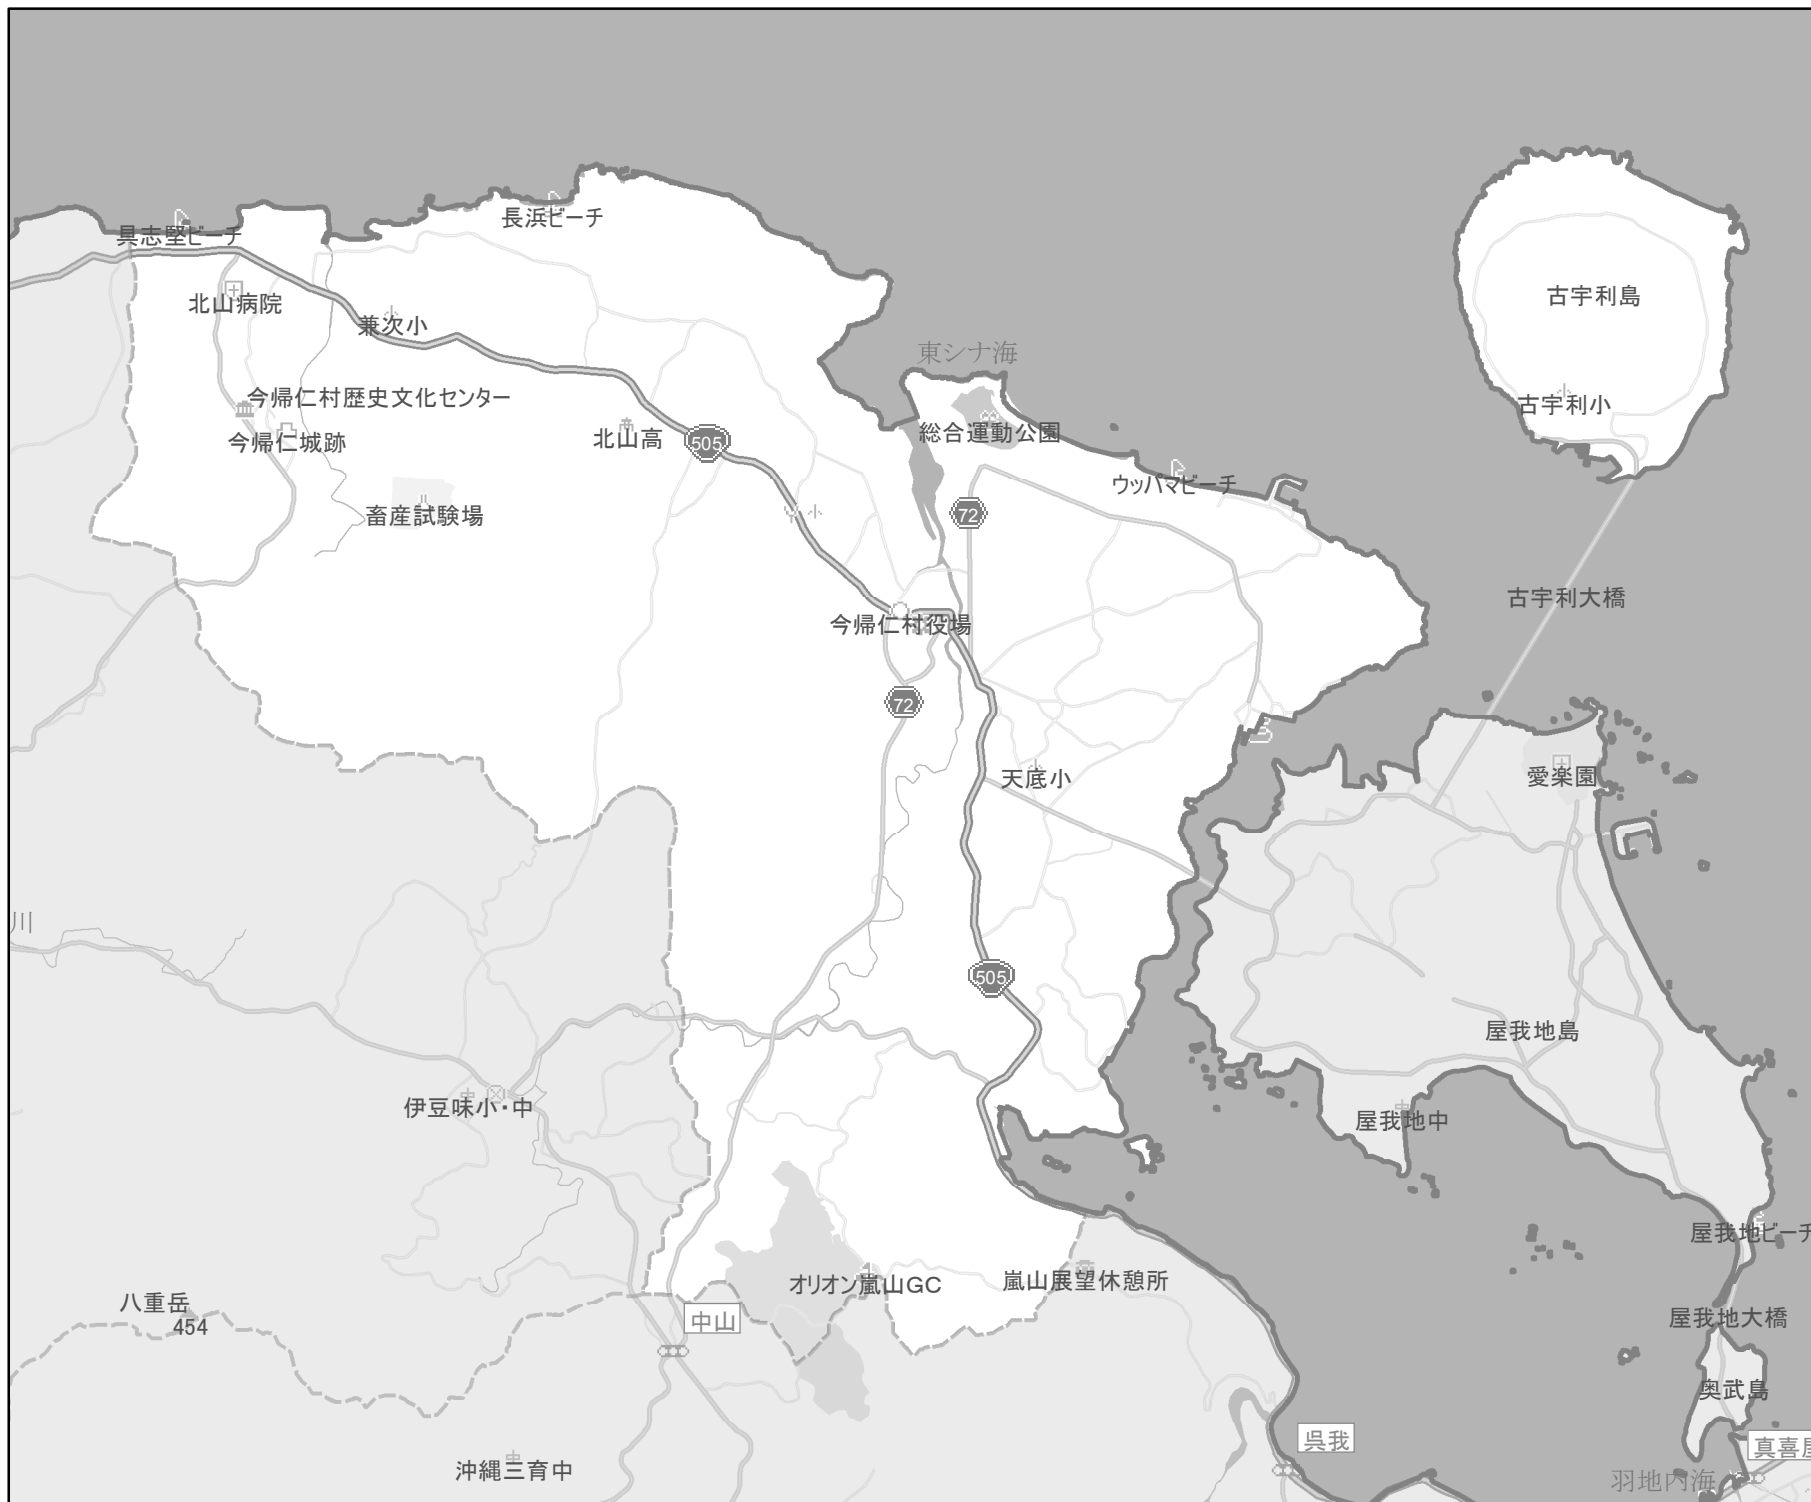 長浜ビーチ
具志堅ビーチ
古宇利島
北山病院
兼次小
東シナ海
今帰仁村歴史文化センター
古宇利小
総合運動公園
北山高
505
今帰仁城跡
ウッパマビーチ
畜産試験場
小
72
古宇利大橋
今帰仁村役場
72
天底小
愛楽園
川
505
屋我地島
伊豆味小・中
屋我地中
屋我地ビーチ
オリオン嵐山GC
嵐山展望休憩所
八重岳
454
中山
屋我地大橋
奥武島
呉我
真喜屋
沖縄三育中
羽地内海